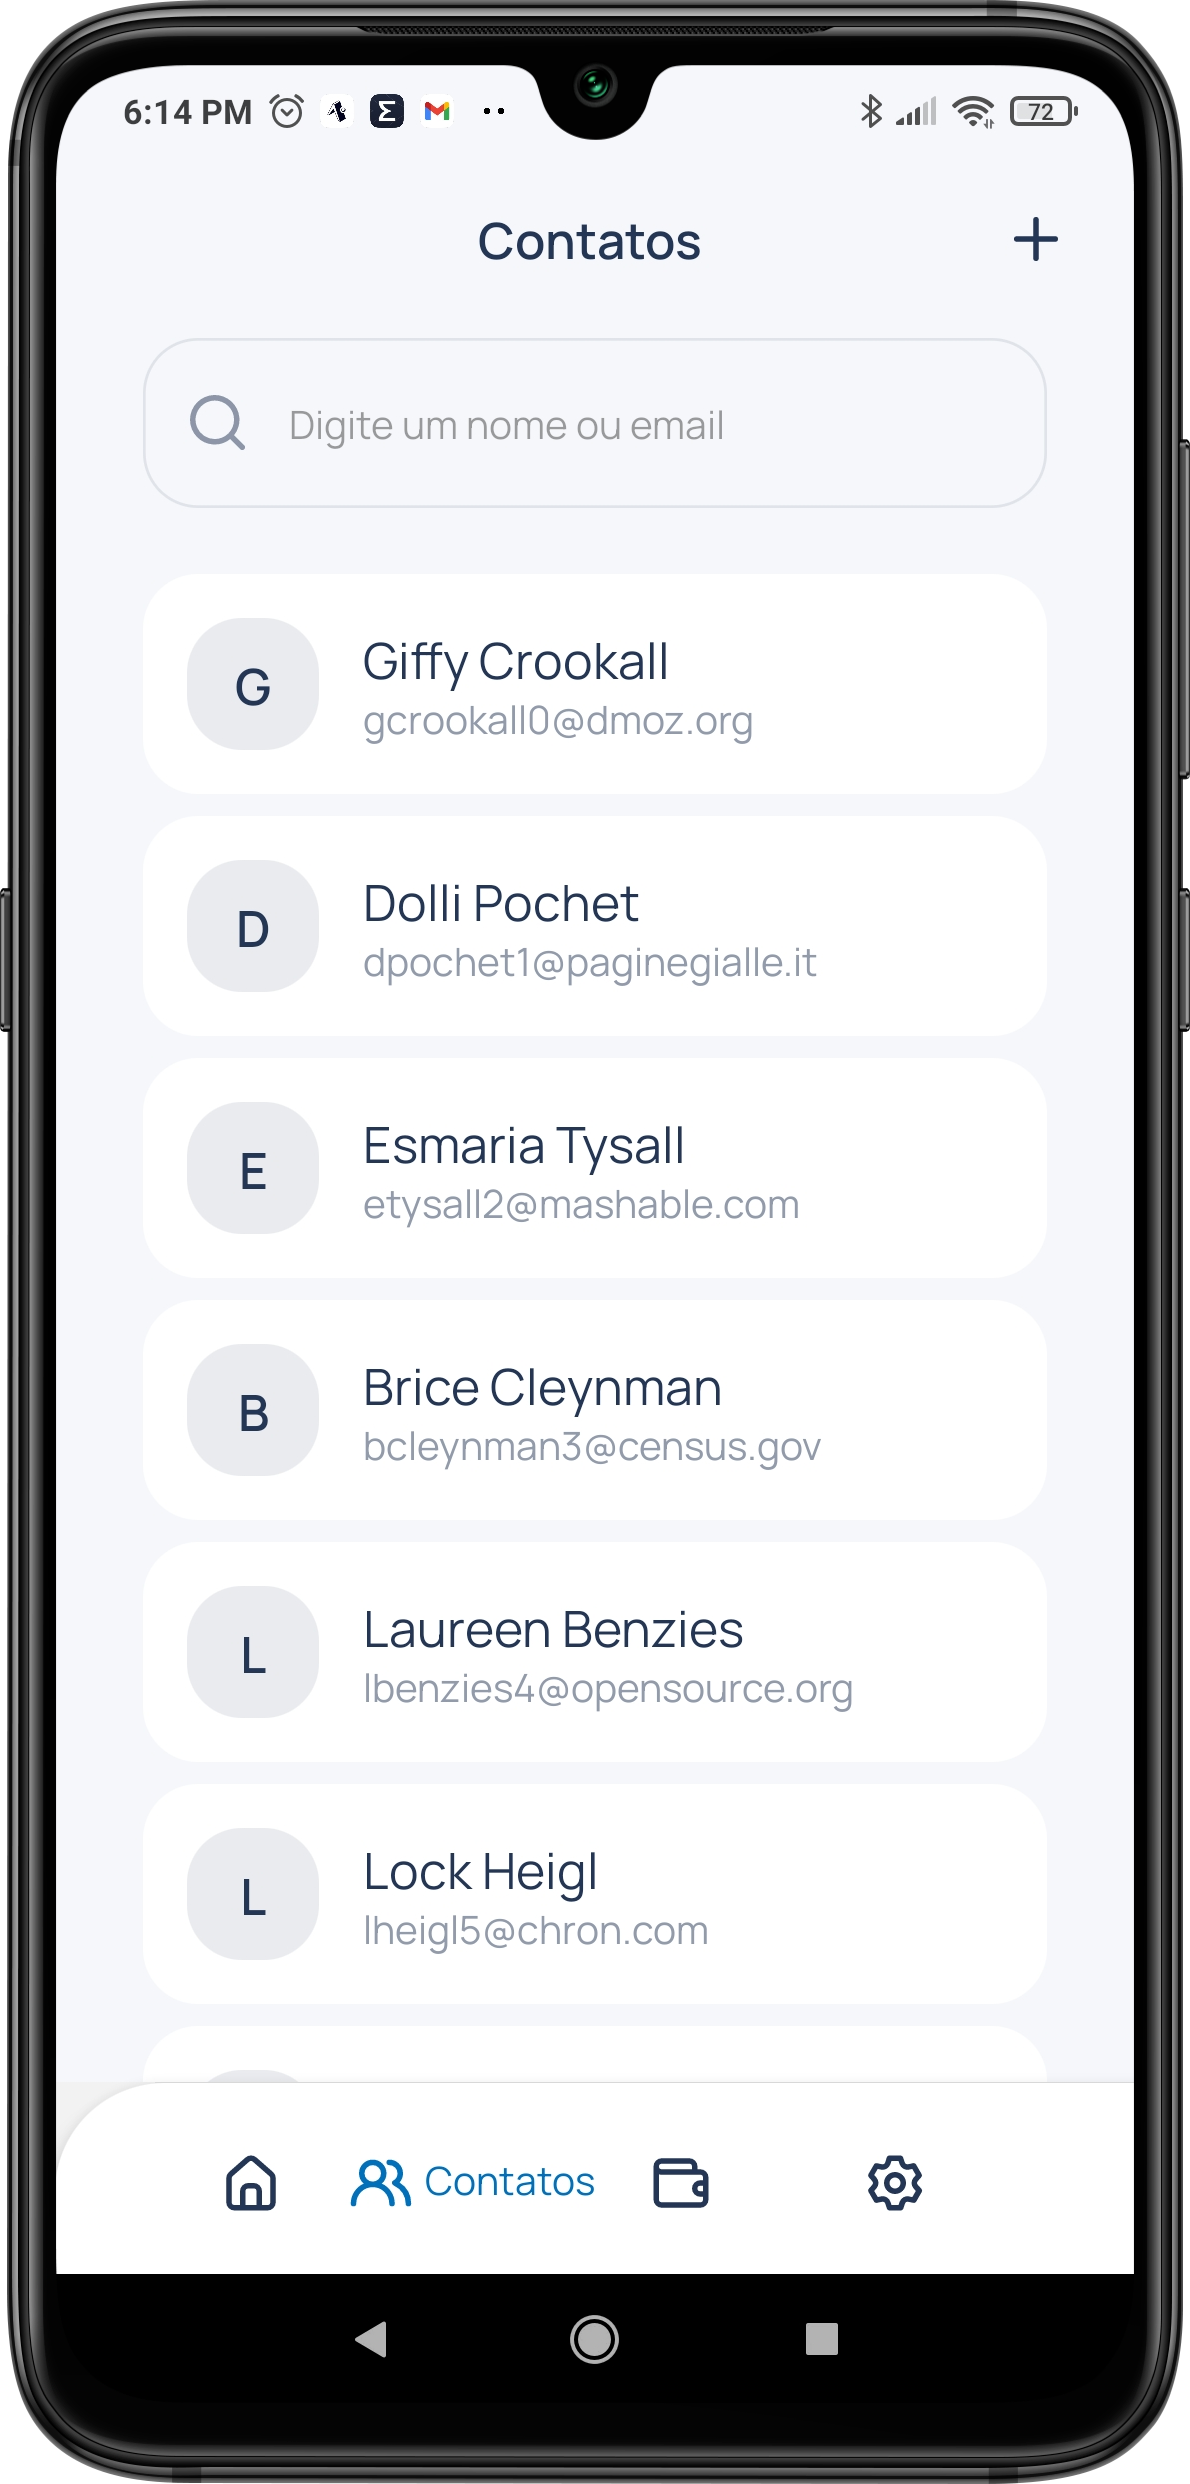 6:14 PM
72
Contatos
Digite um nome ou email
G
Giffy Crookall
gcrookall0@dmoz.org
D
Dolli Pochet
dpochet1@paginegialle.it
E
Esmaria Tysall
etysall2@mashable.com
B
Brice Cleynman
bcleynman3@census.gov
L
Laureen Benzies
lbenzies4@opensource.org
L
Lock Heigl
lheigl5@chron.com
Contatos